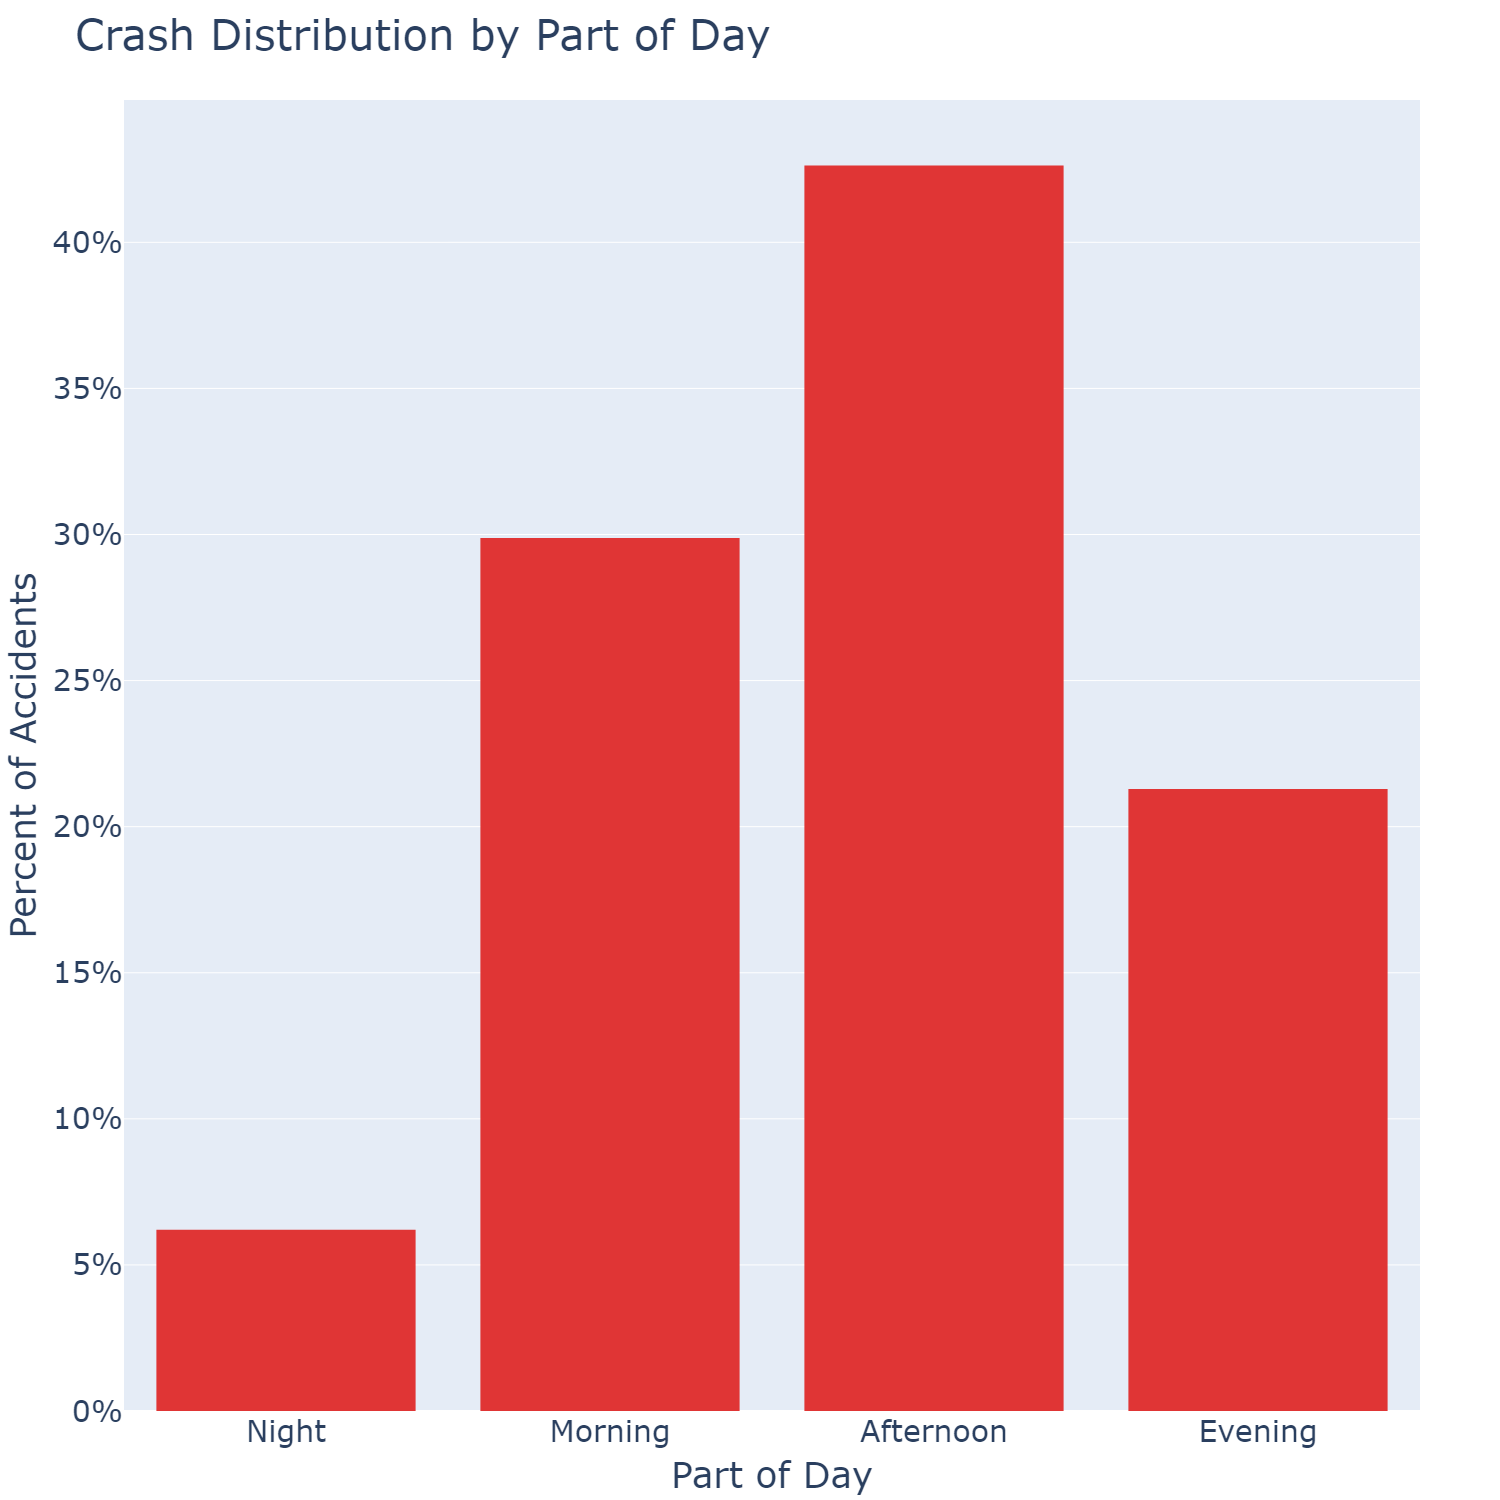 Crash Distribution by Part of Day
Percent of Accidents
40%
35%
30%
25%
20%
15%
10%
5%
0%
Night
Morning
Afternoon
Evening
Part of Day